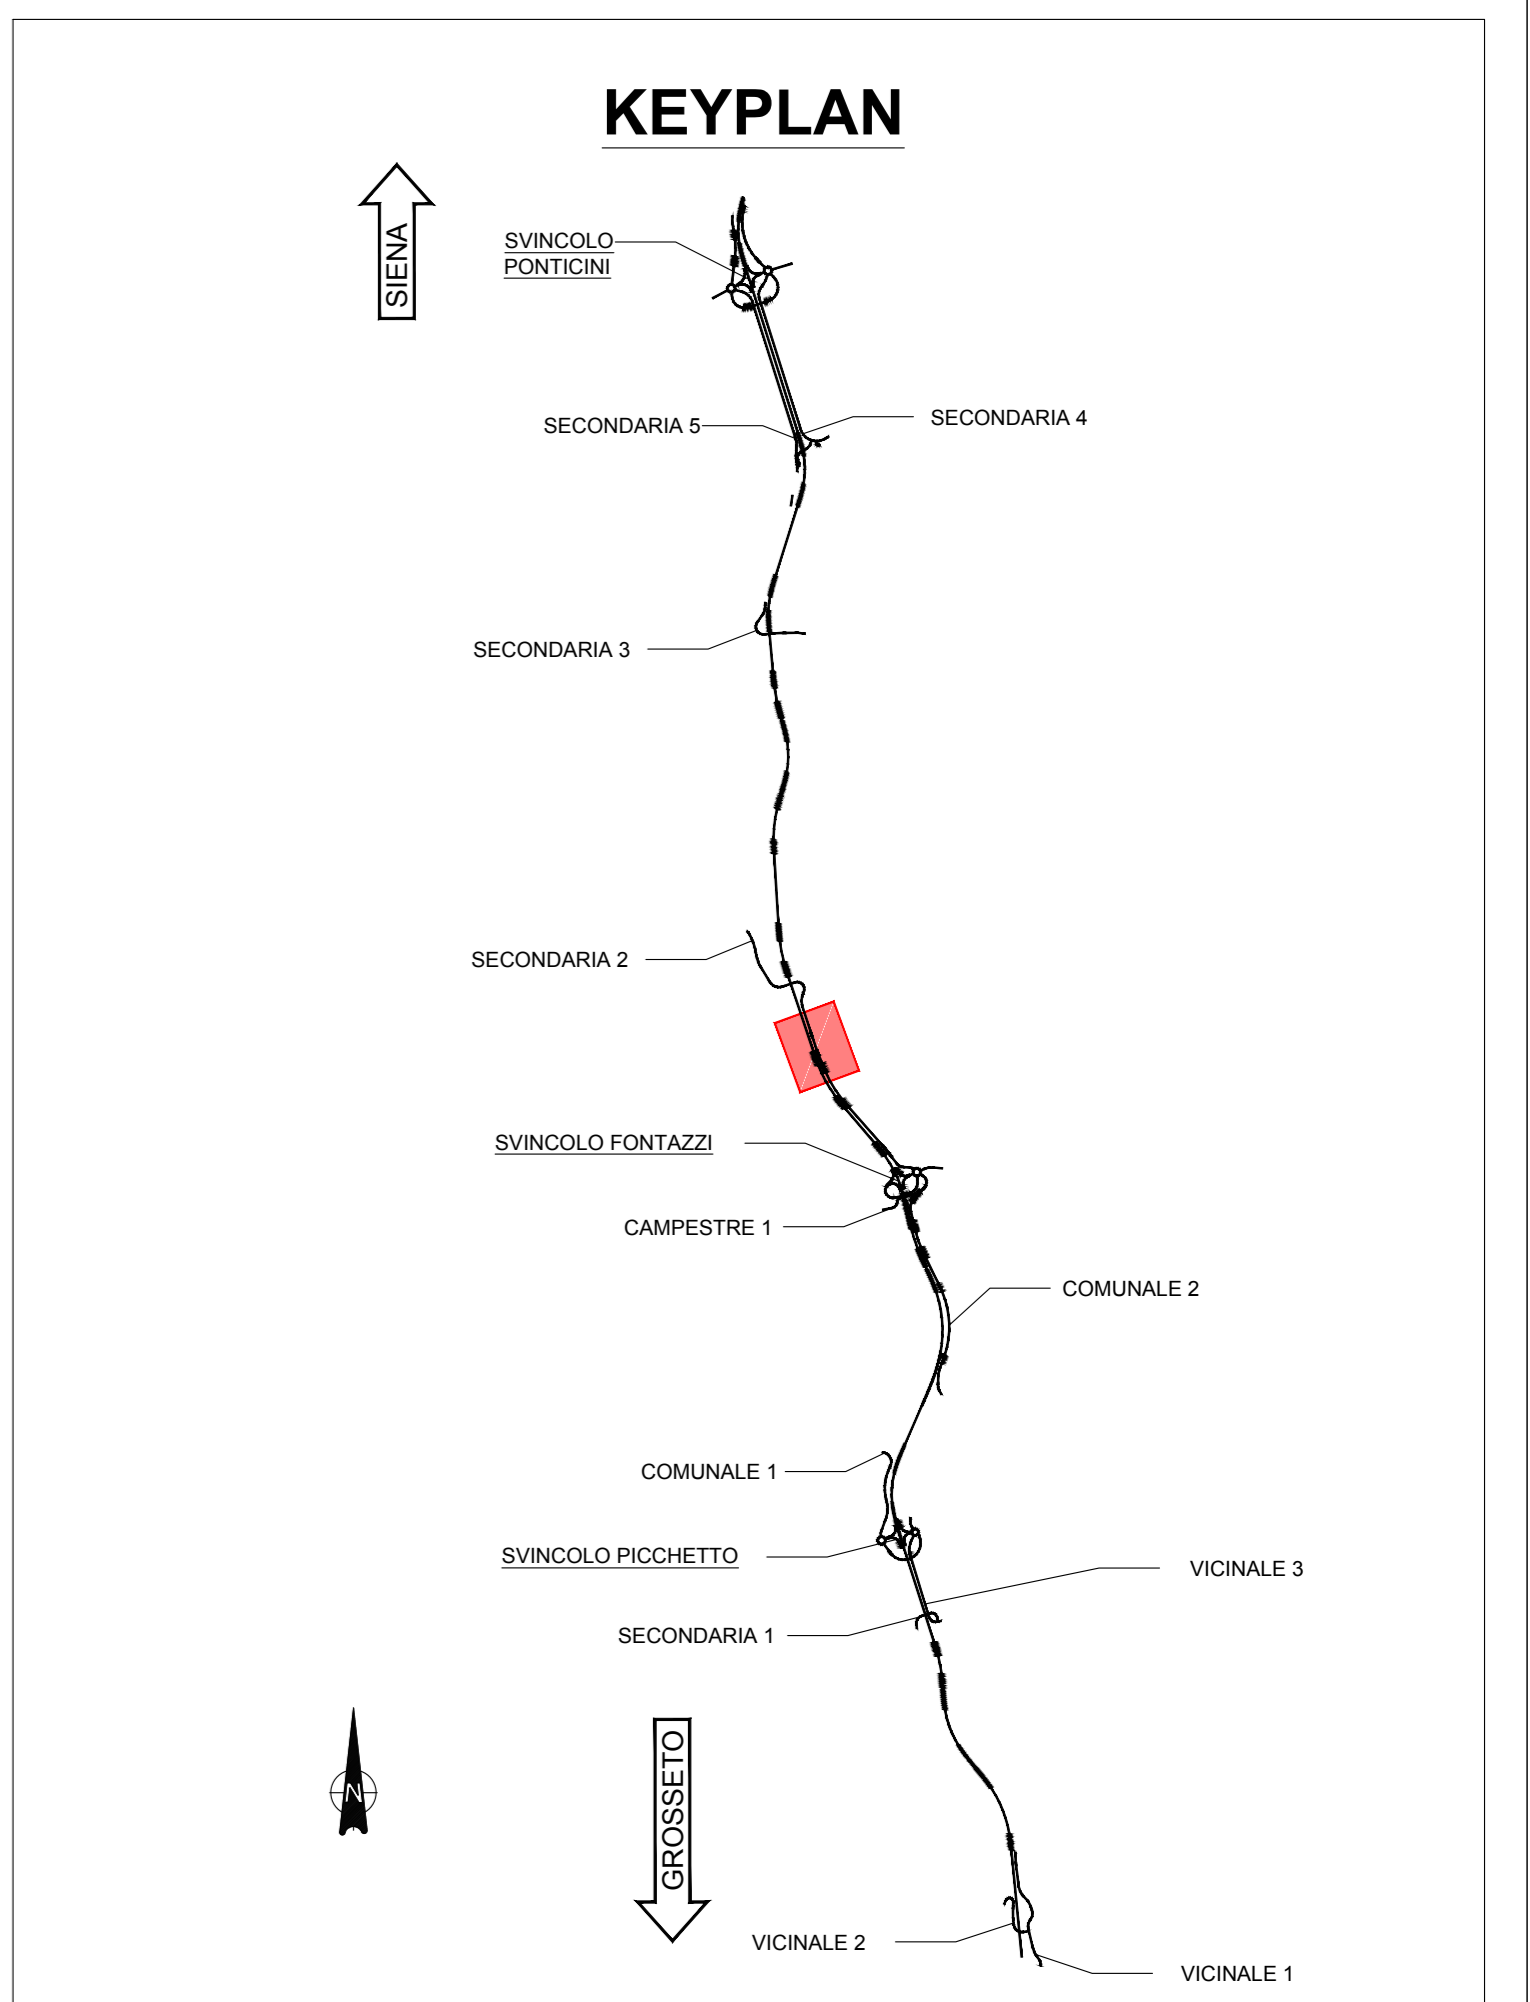 KEYPLAN
SIENA
SVINCOLO
PONTICINI
SECONDARIA 5
SECONDARIA 4
SECONDARIA 3
SECONDARIA 2
SVINCOLO FONTAZZI
CAMPESTRE 1
COMUNALE 2
COMUNALE 1
SVINCOLO PICCHETTO
VICINALE 3
SECONDARIA 1
N
GROSSETO
VICINALE 2
VICINALE 1